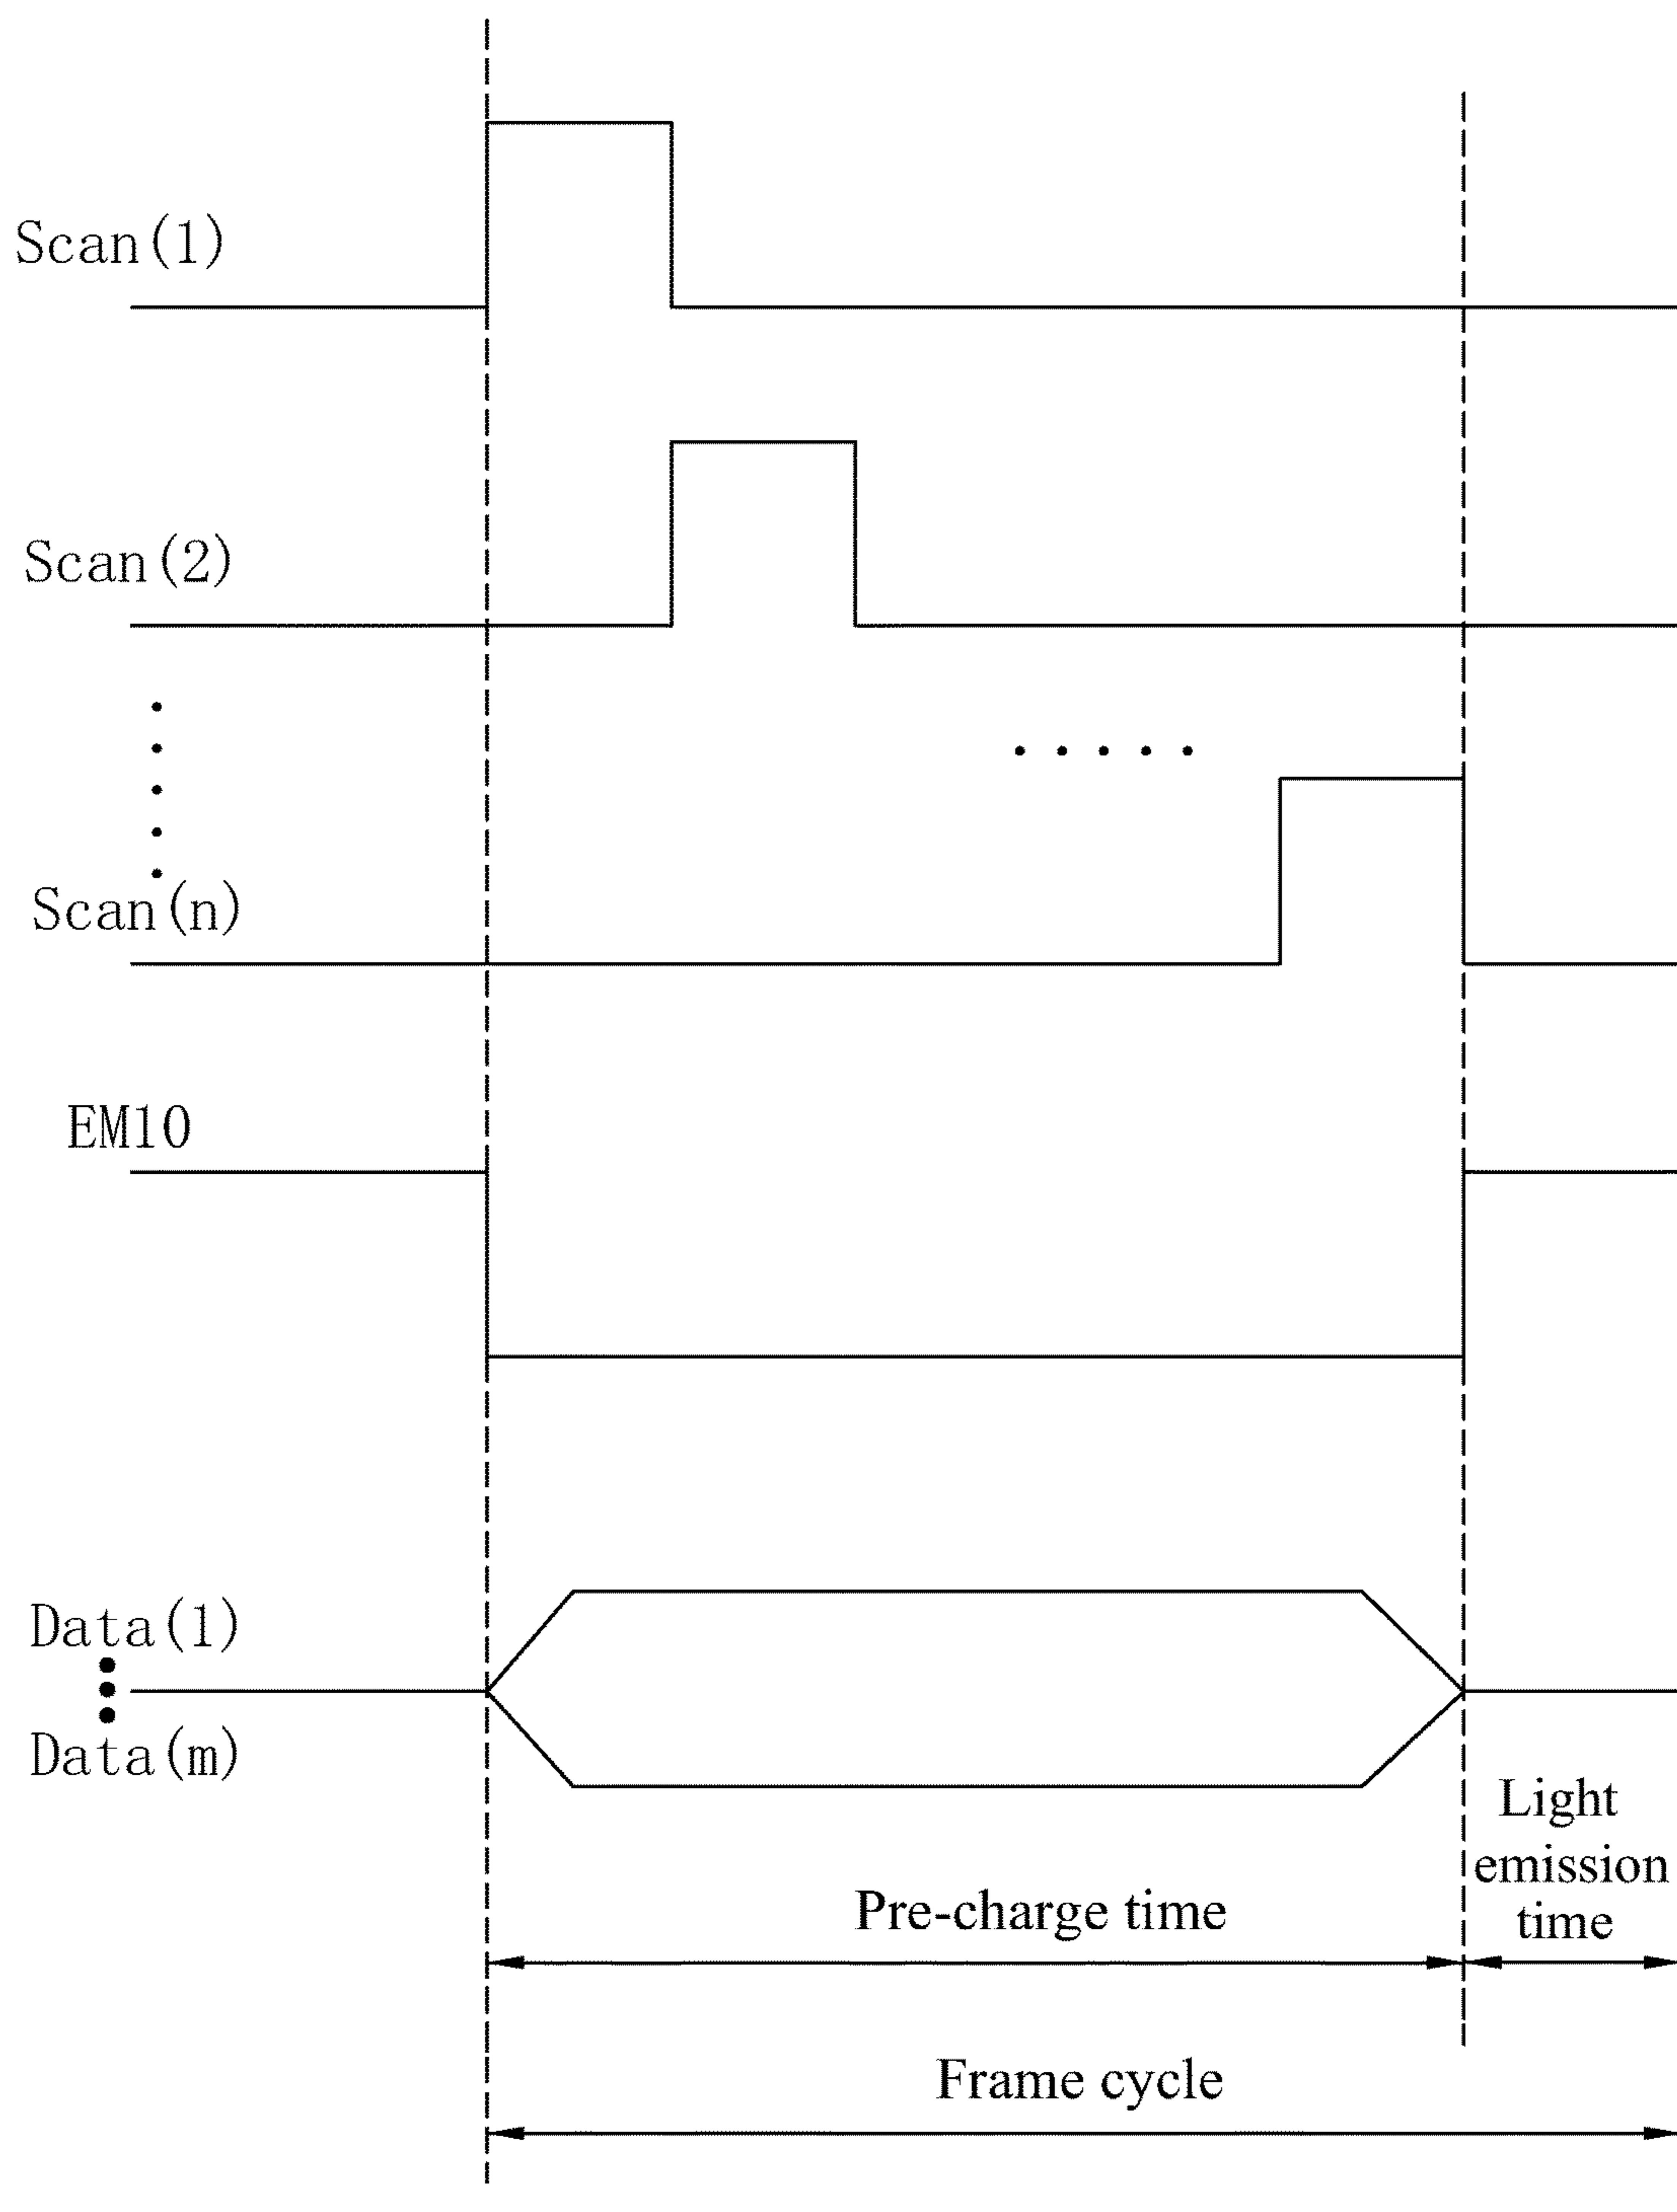 Scan(1)
Scan(2)
Scan(n)
EM10
Data(1)
Data(m)
Light
emission
time
Pre-charge time
Frame cycle